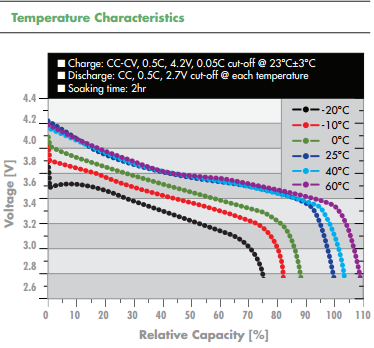 Temperature Characteristics
■ Charge: CC-CV, 0.5C, 4.2V, 0.05C cut-off @ 23°C±3°C
■ Discharge: CC, 0.5C, 2.7V cut-off @ each temperature
■ Soaking time: 2hr
4.4
4.2
4.0
3.8
3.6
3.4
3.2
3.0
2.8
2.6
Voltage [V]
-20°C
-10°C
0°C
25°C
40°C
60°C
0 10 20 30 40 50 60 70 80 90 100 110
Relative Capacity [%]